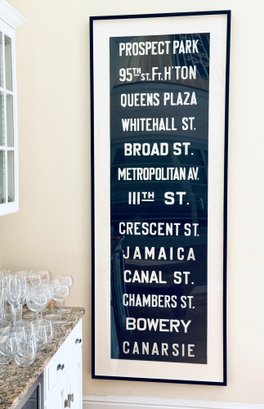 PROSPECT PARK
95TH ST. FT. H'TON
QUEENS PLAZA
WHITEHALL ST.
BROAD ST.
METROPOLITAN AV.
111TH ST.
CRESCENT ST.
JAMAICA
CANAL ST.
CHAMBERS ST.
BOWERY
CANARSIE